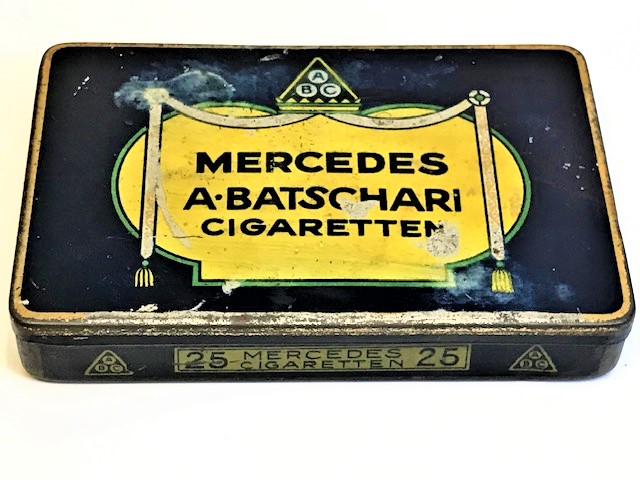 A
B C
MERCEDES
A·BATSCHARI
CIGARETTEN
A
B C
25 MERCEDES CIGARETTEN 25
A
B C